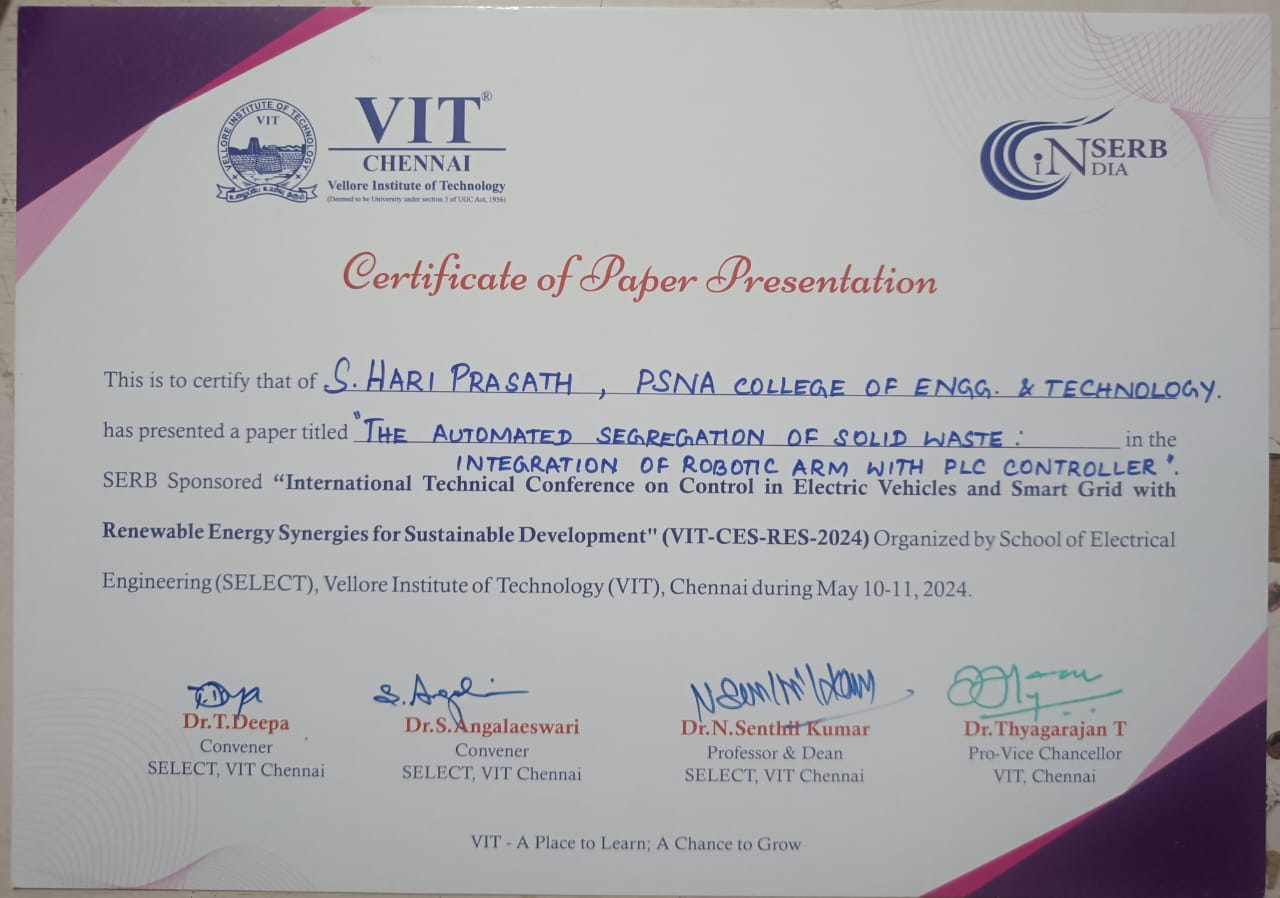 VELLORE INSTITUTE OF TECHNOLOGY
VIT
VIT®
CHENNAI
Vellore Institute of Technology
(Deemed to be University under section 3 of UGC Act, 1956)
SERB
iNDIA
Certificate of Paper Presentation
This is to certify that of S. HARI PRASATH , PSNA COLLEGE OF ENGG. & TECHNOLOGY.
has presented a paper titled "THE AUTOMATED SEGREGATION OF SOLID WASTE : in the
INTEGRATION OF ROBOTIC ARM WITH PLC CONTROLLER".
SERB Sponsored “International Technical Conference on Control in Electric Vehicles and Smart Grid with
Renewable Energy Synergies for Sustainable Development" (VIT-CES-RES-2024) Organized by School of Electrical
Engineering (SELECT), Vellore Institute of Technology (VIT), Chennai during May 10-11, 2024.
Dr.T.Deepa
Convener
SELECT, VIT Chennai
Dr.S.Angalaeswari
Convener
SELECT, VIT Chennai
Dr.N.Senthil Kumar
Professor & Dean
SELECT, VIT Chennai
Dr.Thyagarajan T
Pro-Vice Chancellor
VIT, Chennai
VIT - A Place to Learn; A Chance to Grow